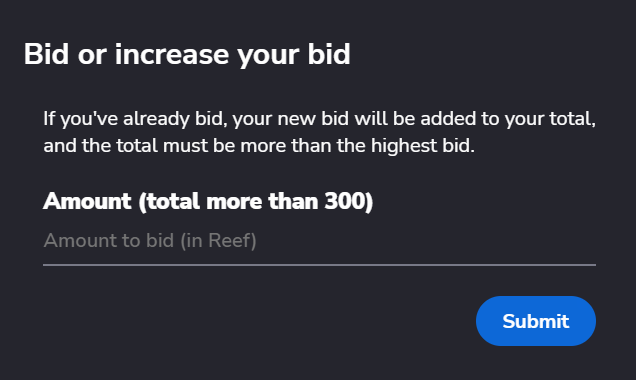 Bid or increase your bid
If you've already bid, your new bid will be added to your total,
and the total must be more than the highest bid.
Amount (total more than 300)
Amount to bid (in Reef)
Submit